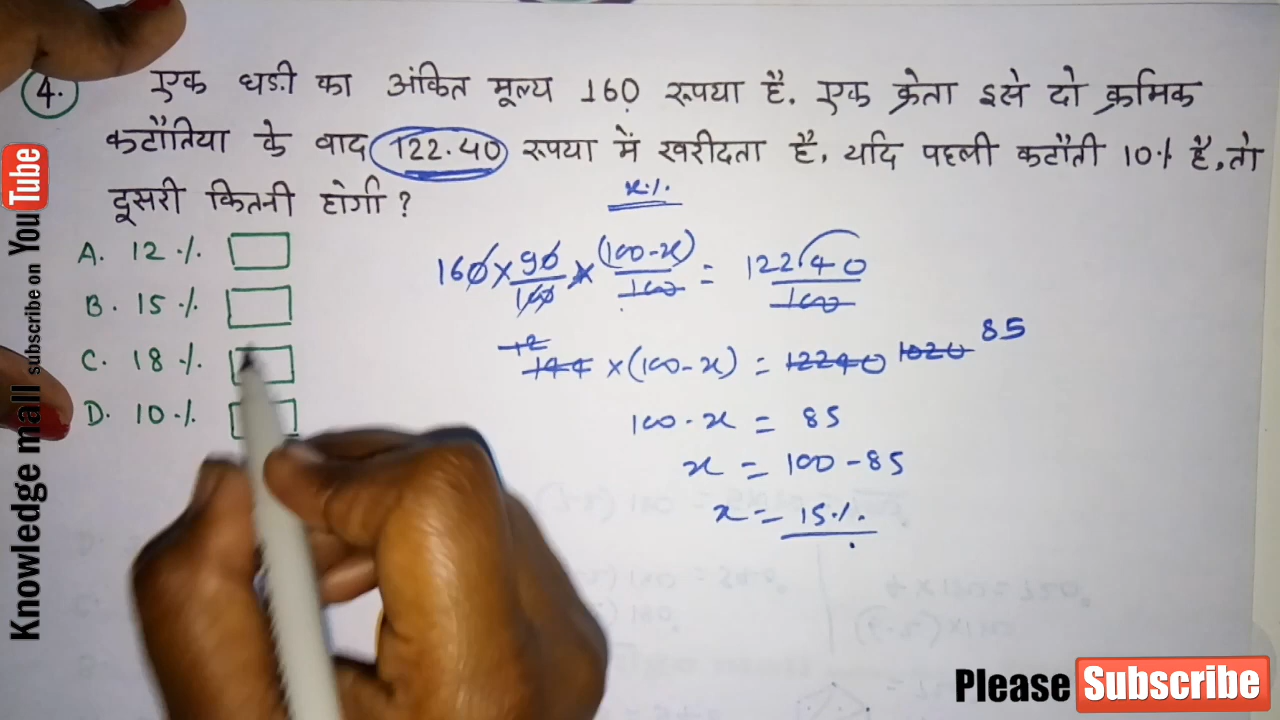 4. एक घड़ी का अंकित मूल्य 160 रूपया है. एक क्रेता इसे दो क्रमिक
कटौतिया के वाद 122.40 रूपया में खरीदता है, यदि पहली कटौती 10% है, तो
दूसरी कितनी होगी ?
x%
A. 12 %
B. 15 %
C. 18 %
D. 10 %
160 × 90/100 × (100-x)/100 = 12240/100
12
144 × (100-x) = 12240 1020 85
100-x = 85
x = 100-85
x = 15%
Knowledge mall subscribe on YouTube
Please Subscribe